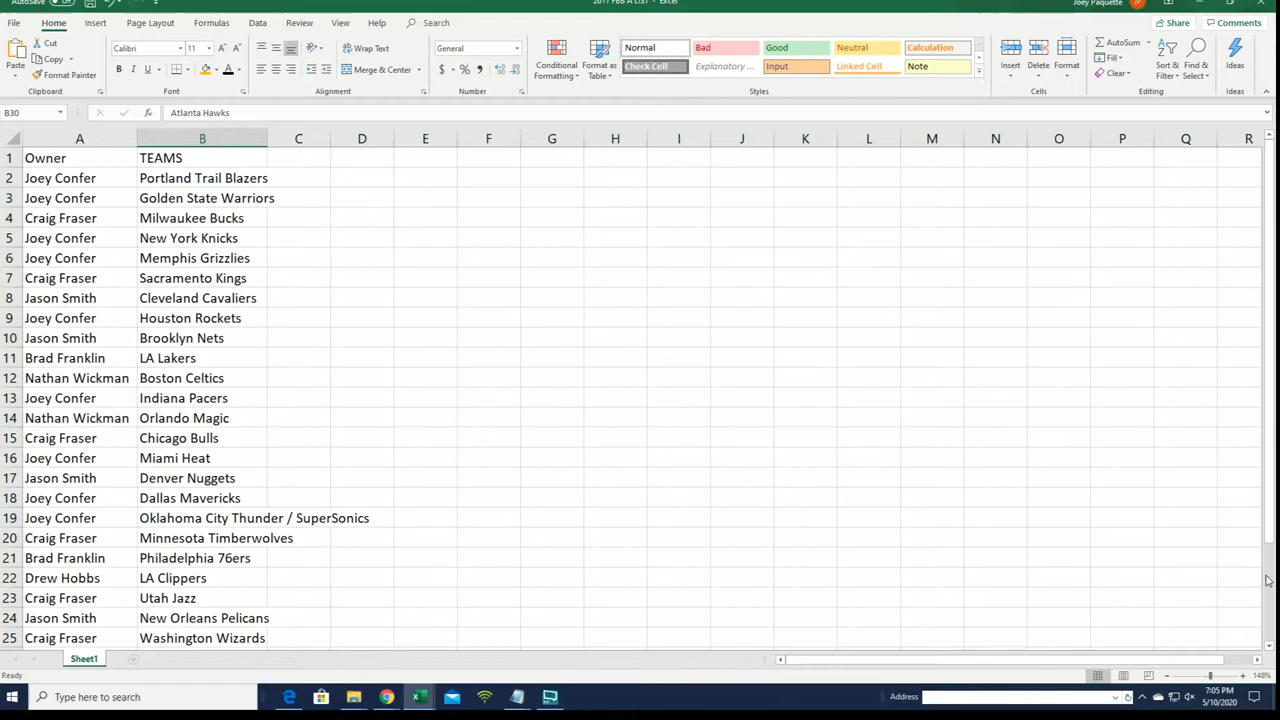 AutoSave Off 2017 FBB A LIST - Excel Joey Paquette JP
File Home Insert Page Layout Formulas Data Review View Help Search Share Comments
Paste Cut Copy Format Painter Clipboard
Calibri 11 B I U Font
Wrap Text Merge & Center Alignment
General $ % , Number
Conditional Formatting Format as Table
Normal Bad Good Neutral Calculation
Check Cell Explanatory ... Input Linked Cell Note
Styles
Insert Delete Format Cells
AutoSum Fill Clear Sort & Filter Find & Select Editing
Ideas Ideas
B30 fx Atlanta Hawks
A B C D E F G H I J K L M N O P Q R
1 Owner TEAMS
2 Joey Confer Portland Trail Blazers
3 Joey Confer Golden State Warriors
4 Craig Fraser Milwaukee Bucks
5 Joey Confer New York Knicks
6 Joey Confer Memphis Grizzlies
7 Craig Fraser Sacramento Kings
8 Jason Smith Cleveland Cavaliers
9 Joey Confer Houston Rockets
10 Jason Smith Brooklyn Nets
11 Brad Franklin LA Lakers
12 Nathan Wickman Boston Celtics
13 Joey Confer Indiana Pacers
14 Nathan Wickman Orlando Magic
15 Craig Fraser Chicago Bulls
16 Joey Confer Miami Heat
17 Jason Smith Denver Nuggets
18 Joey Confer Dallas Mavericks
19 Joey Confer Oklahoma City Thunder / SuperSonics
20 Craig Fraser Minnesota Timberwolves
21 Brad Franklin Philadelphia 76ers
22 Drew Hobbs LA Clippers
23 Craig Fraser Utah Jazz
24 Jason Smith New Orleans Pelicans
25 Craig Fraser Washington Wizards
Sheet1
Ready 148%
Type here to search Address 7:05 PM
5/10/2020